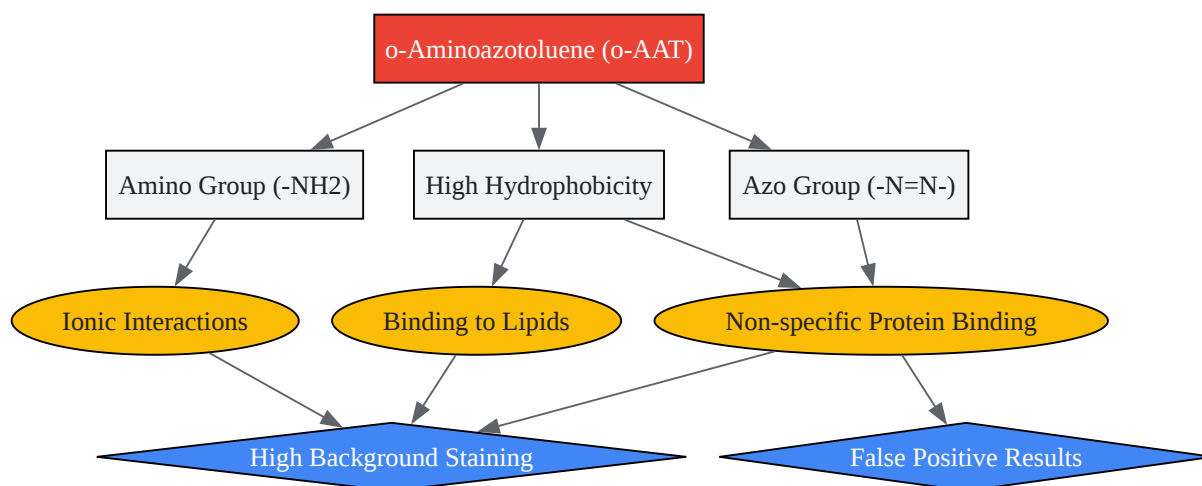 o-Aminoazotoluene (o-AAT)
Amino Group (-NH2)
High Hydrophobicity
Azo Group (-N=N-)
Ionic Interactions
Binding to Lipids
Non-specific Protein Binding
High Background Staining
False Positive Results